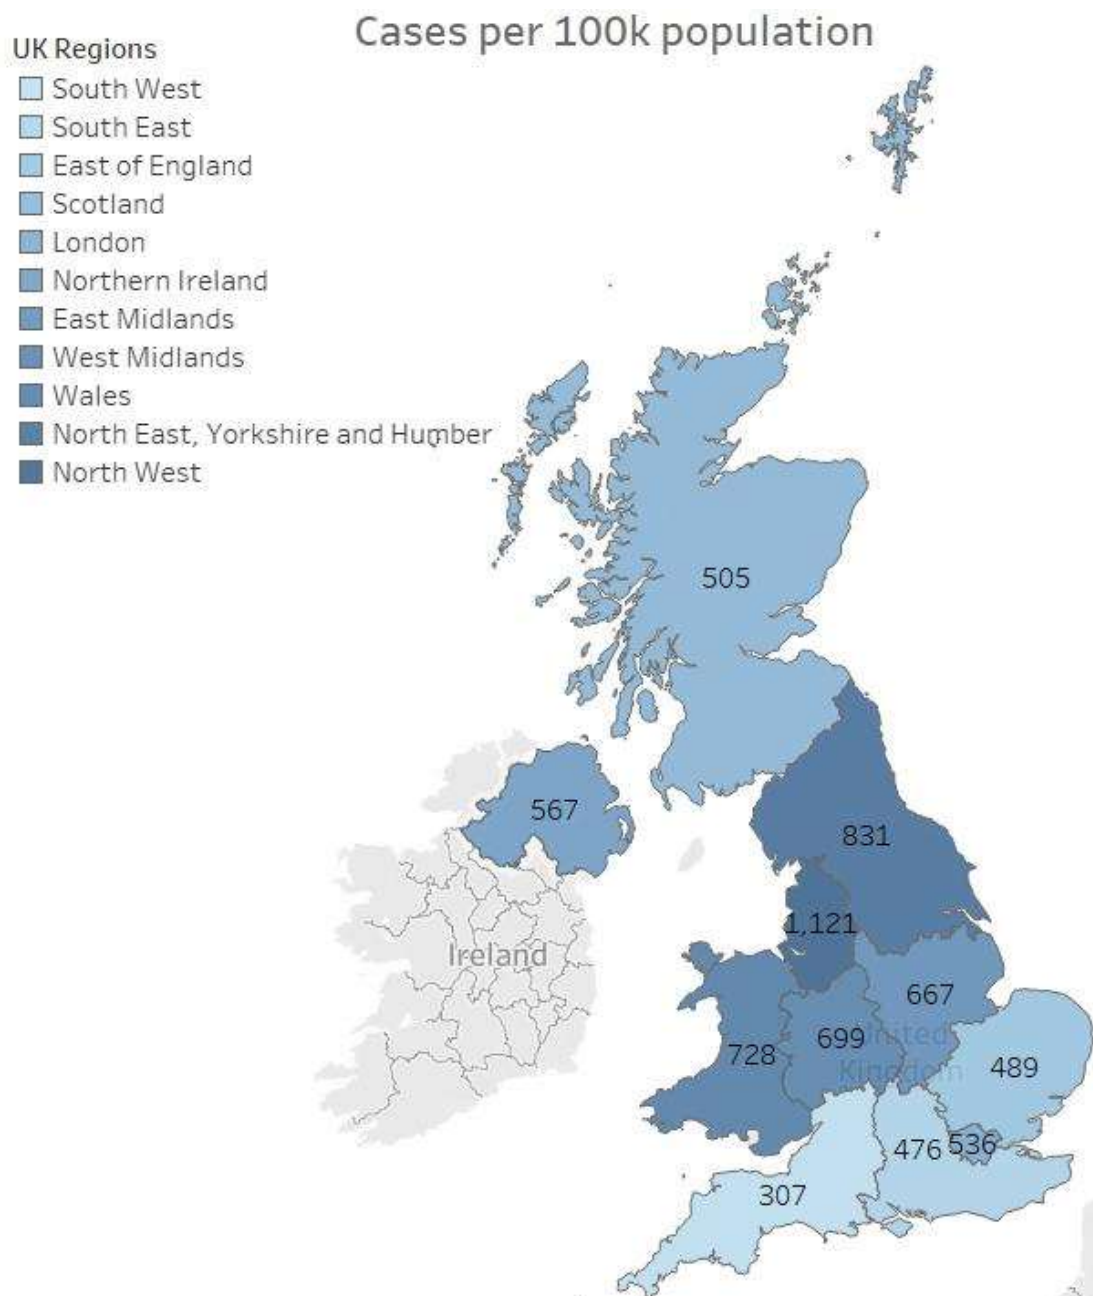 Cases per 100k population
UK Regions
South West
South East
East of England
Scotland
London
Northern Ireland
East Midlands
West Midlands
Wales
North East, Yorkshire and Humber
North West
505
567
831
1,121
Ireland
667
699
United
728
Kingdom
489
476
536
307